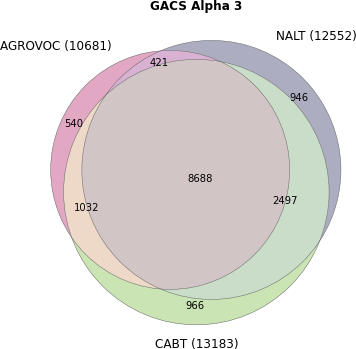 GACS Alpha 3
NALT (12552)
AGROVOC (10681)
421
946
540
8688
2497
1032
966
CABT (13183)